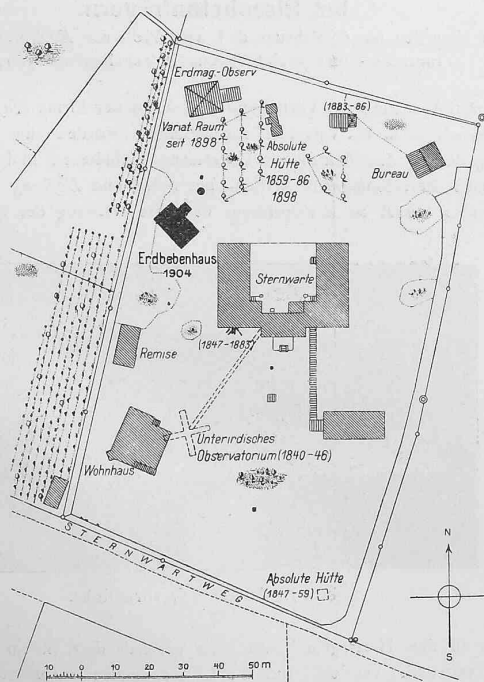 Erdmag-Observ
(1883-86)
Variat. Raum
seit 1898
Absolute
Hütte
1859-86
1898
Bureau
Erdbebenhaus
1904
Sternwarte
(1847-1883)
Remise
Unterirdisches
Observatorium (1840-46)
Wohnhaus
STERNWARTWEG
Absolute Hütte
(1847-59)
N
S
10 0 10 20 30 40 50 m